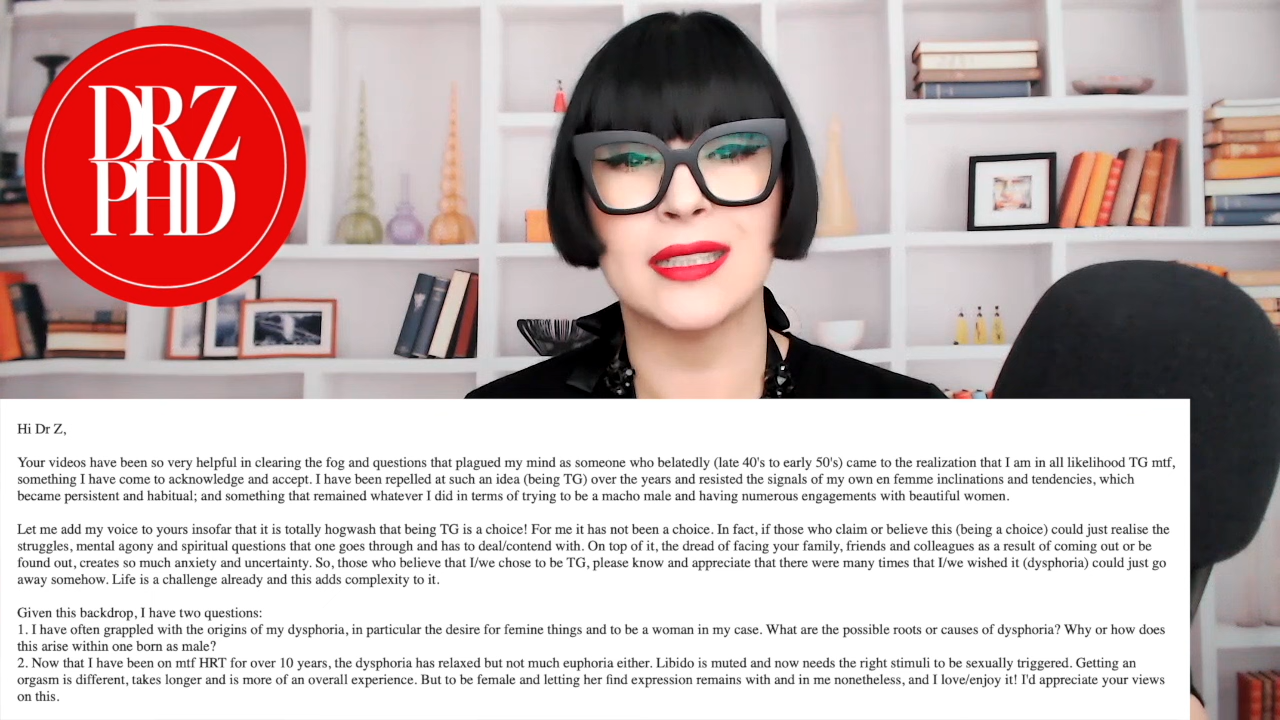 DRZ
PHD
Hi Dr Z,
Your videos have been so very helpful in clearing the fog and questions that plagued my mind as someone who belatedly (late 40's to early 50's) came to the realization that I am in all likelihood TG mtf,
something I have come to acknowledge and accept. I have been repelled at such an idea (being TG) over the years and resisted the signals of my own en femme inclinations and tendencies, which
became persistent and habitual; and something that remained whatever I did in terms of trying to be a macho male and having numerous engagements with beautiful women.
Let me add my voice to yours insofar that it is totally hogwash that being TG is a choice! For me it has not been a choice. In fact, if those who claim or believe this (being a choice) could just realise the
struggles, mental agony and spiritual questions that one goes through and has to deal/contend with. On top of it, the dread of facing your family, friends and colleagues as a result of coming out or be
found out, creates so much anxiety and uncertainty. So, those who believe that I/we chose to be TG, please know and appreciate that there were many times that I/we wished it (dysphoria) could just go
away somehow. Life is a challenge already and this adds complexity to it.
Given this backdrop, I have two questions:
1. I have often grappled with the origins of my dysphoria, in particular the desire for femine things and to be a woman in my case. What are the possible roots or causes of dysphoria? Why or how does
this arise within one born as male?
2. Now that I have been on mtf HRT for over 10 years, the dysphoria has relaxed but not much euphoria either. Libido is muted and now needs the right stimuli to be sexually triggered. Getting an
orgasm is different, takes longer and is more of an overall experience. But to be female and letting her find expression remains with and in me nonetheless, and I love/enjoy it! I'd appreciate your views
on this.